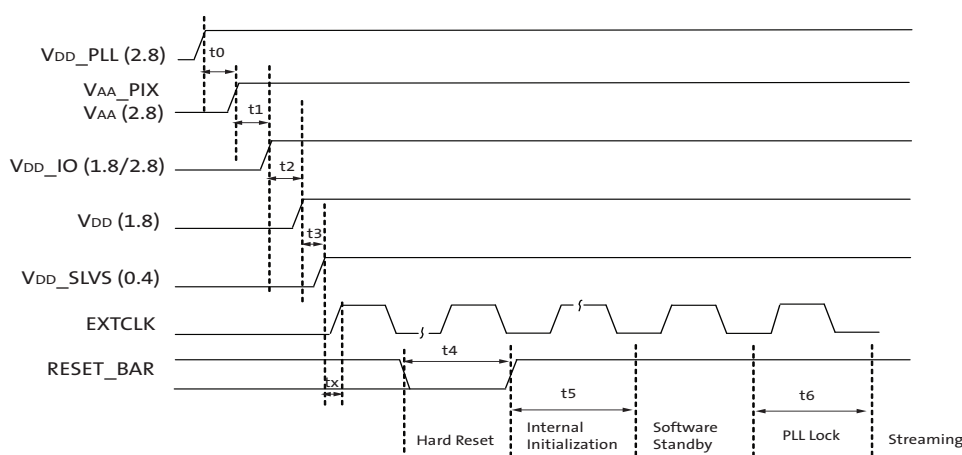 VDD_PLL (2.8)
t0
VAA_PIX
VAA (2.8)
t1
VDD_IO (1.8/2.8)
t2
VDD (1.8)
t3
VDD_SLVS (0.4)
EXTCLK
RESET_BAR
t4
tx
t5
t6
Hard Reset
Internal
Initialization
Software
Standby
PLL Lock
Streaming